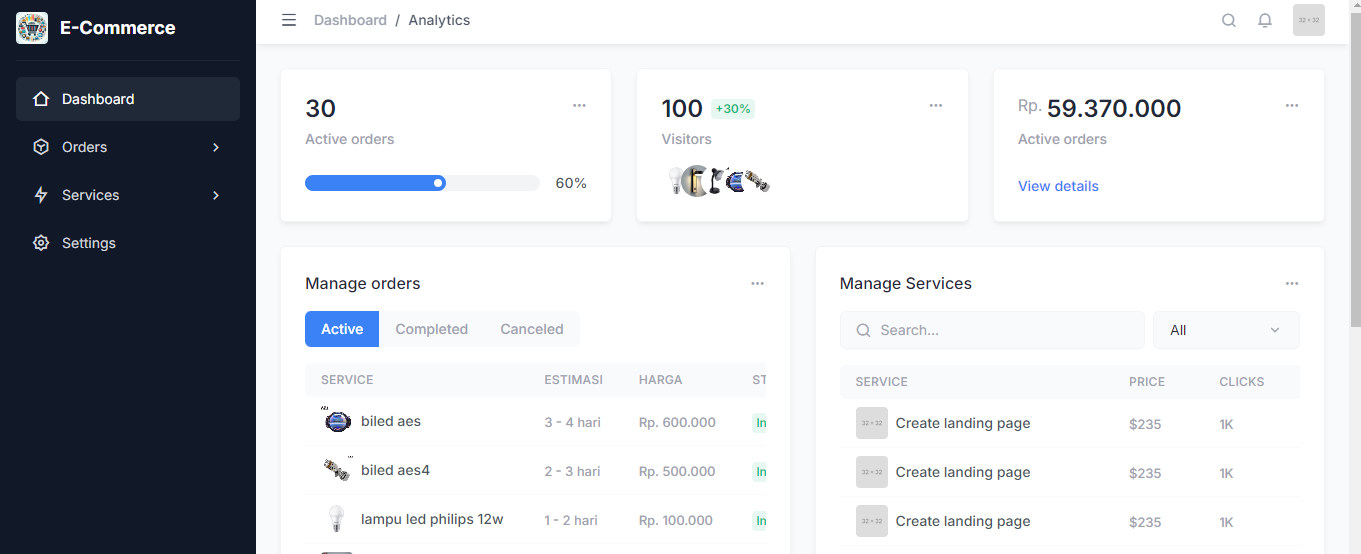 E-Commerce
Dashboard
Orders
Services
Settings
Dashboard / Analytics
32 × 32
30
Active orders
60%
100 +30%
Visitors
Rp. 59.370.000
Active orders
View details
Manage orders
Active Completed Canceled
SERVICE ESTIMASI HARGA ST
biled aes 3 - 4 hari Rp. 600.000 In
biled aes4 2 - 3 hari Rp. 500.000 In
lampu led philips 12w 1 - 2 hari Rp. 100.000 In
Manage Services
Search... All
SERVICE PRICE CLICKS
32 × 32 Create landing page $235 1K
32 × 32 Create landing page $235 1K
32 × 32 Create landing page $235 1K